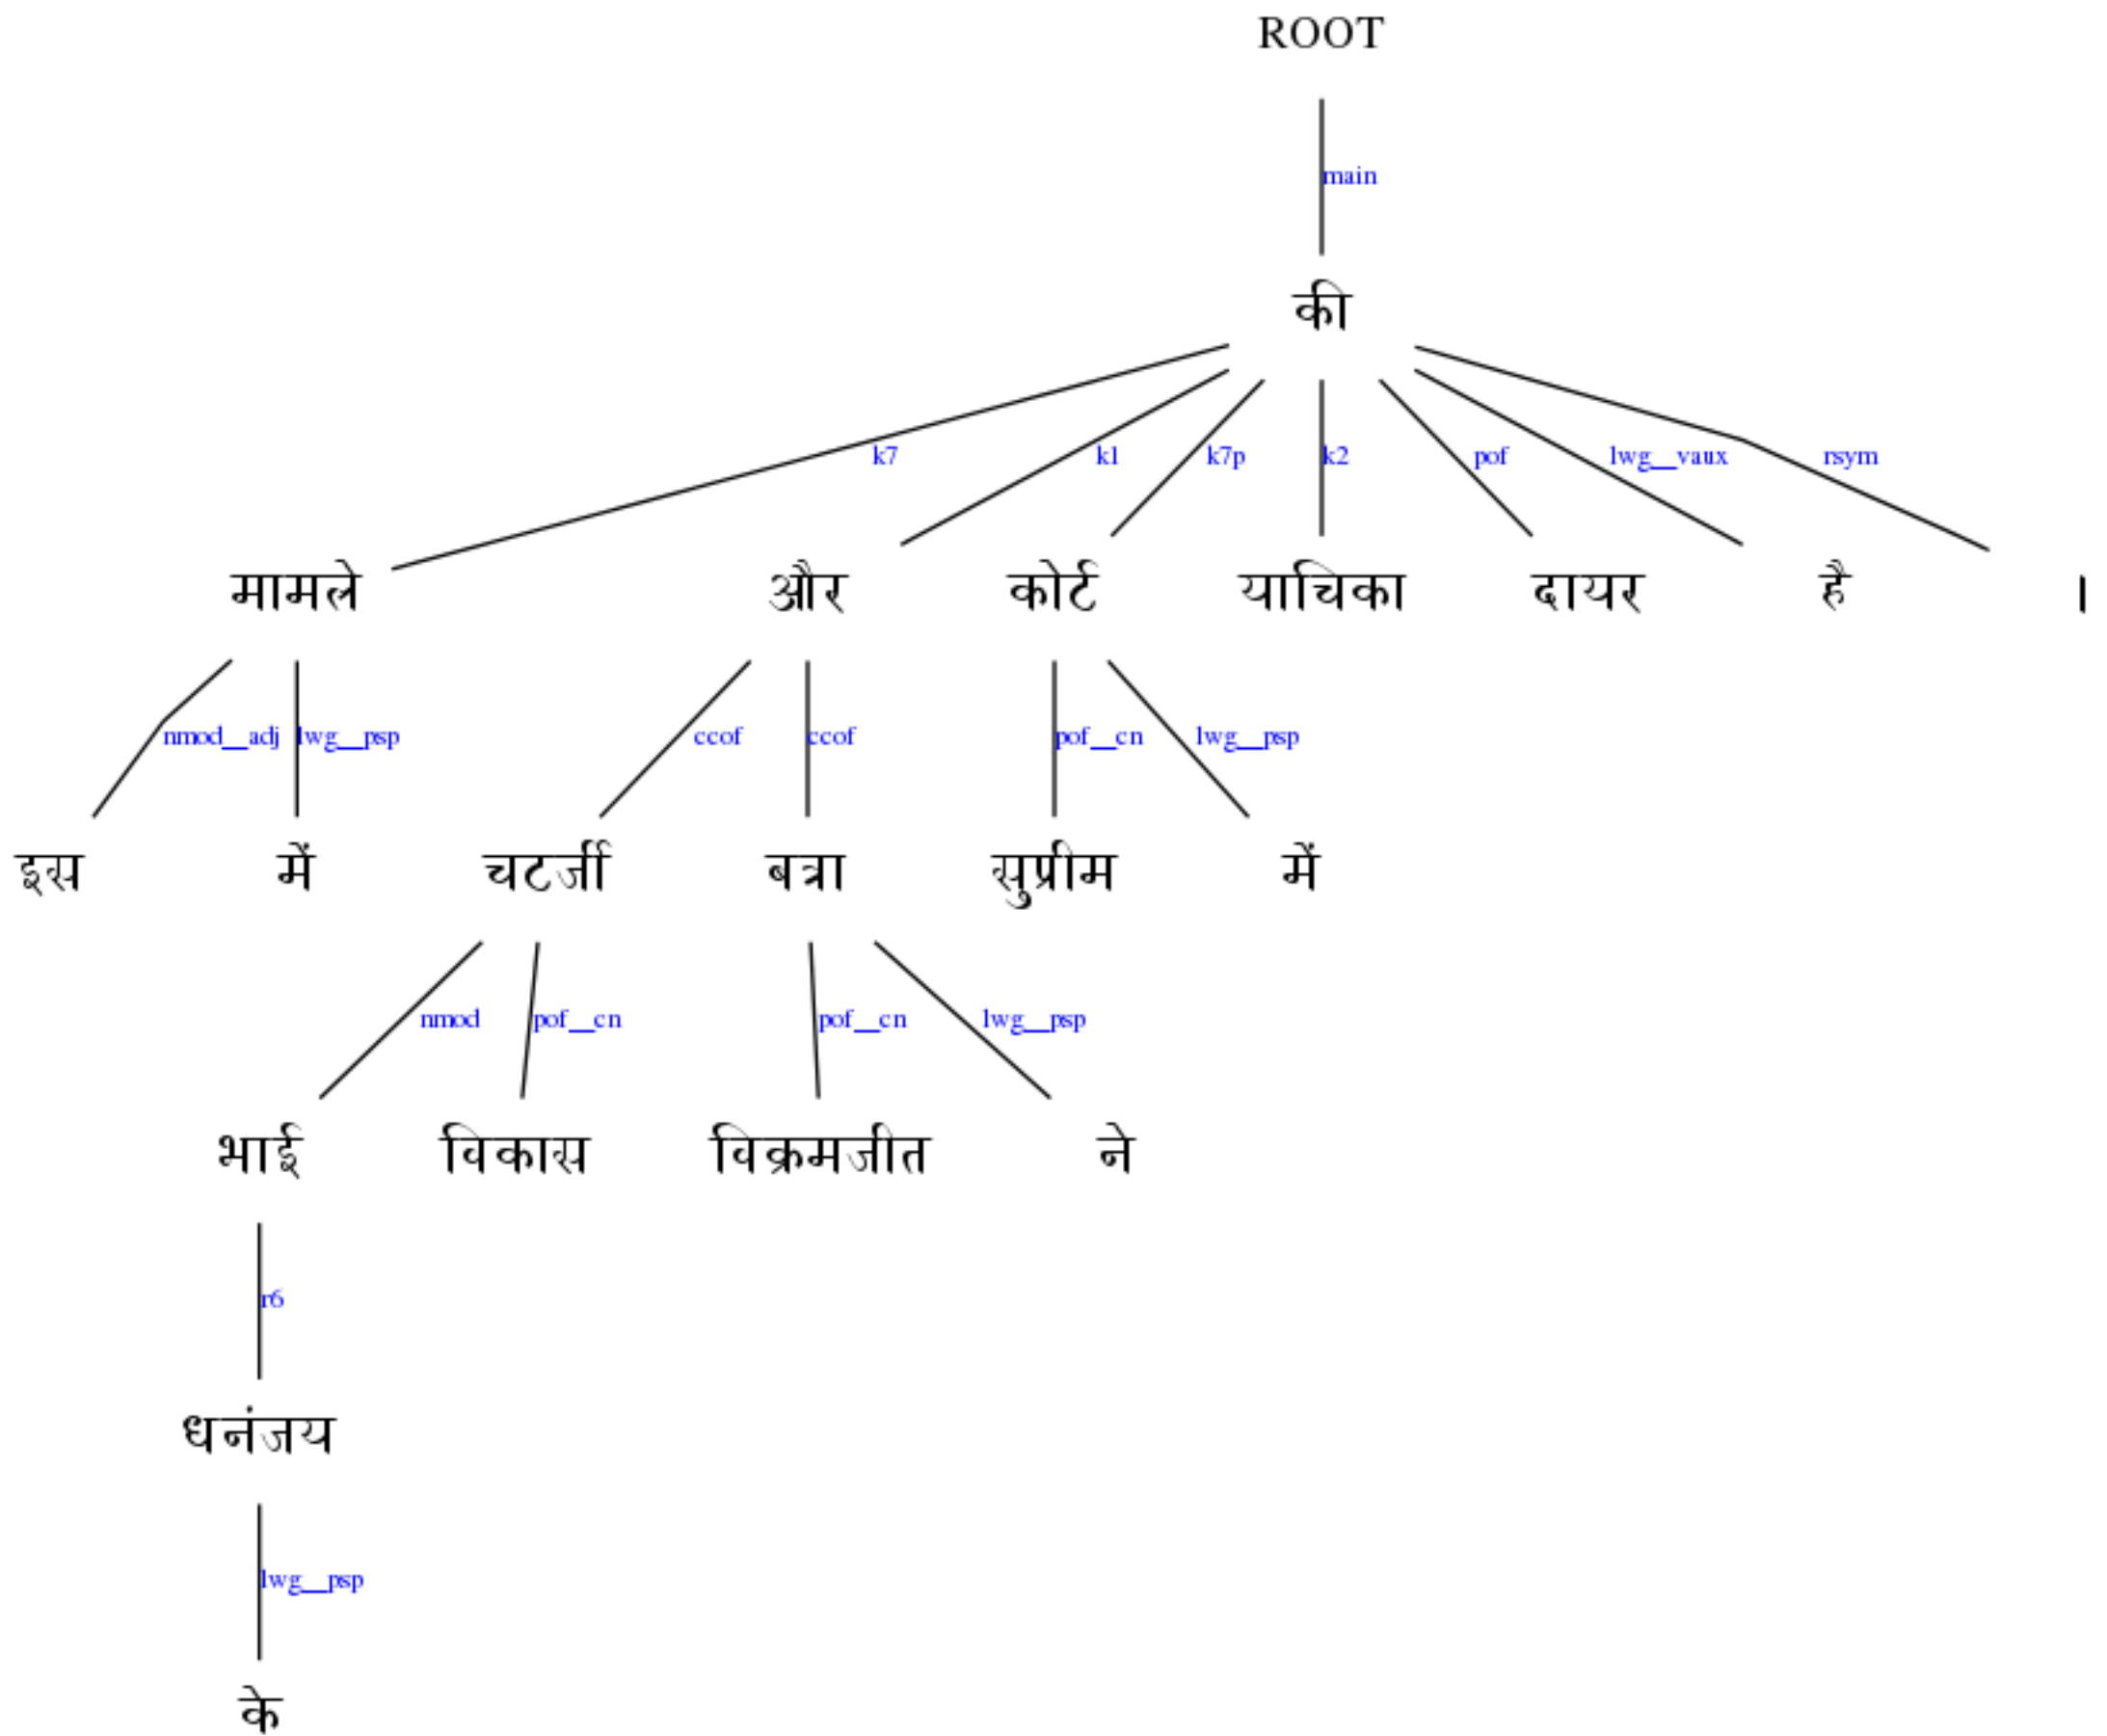 ROOT
main
की
k7 k1 k7p k2 pof lwg__vaux rsym
मामले और कोर्ट याचिका दायर है ।
nmod__adj lwg__psp ccof ccof pof__cn lwg__psp
इस में चटर्जी बत्रा सुप्रीम में
nmod pof__cn pof__cn lwg__psp
भाई विकास विक्रमजीत ने
r6
धनंजय
lwg__psp
के